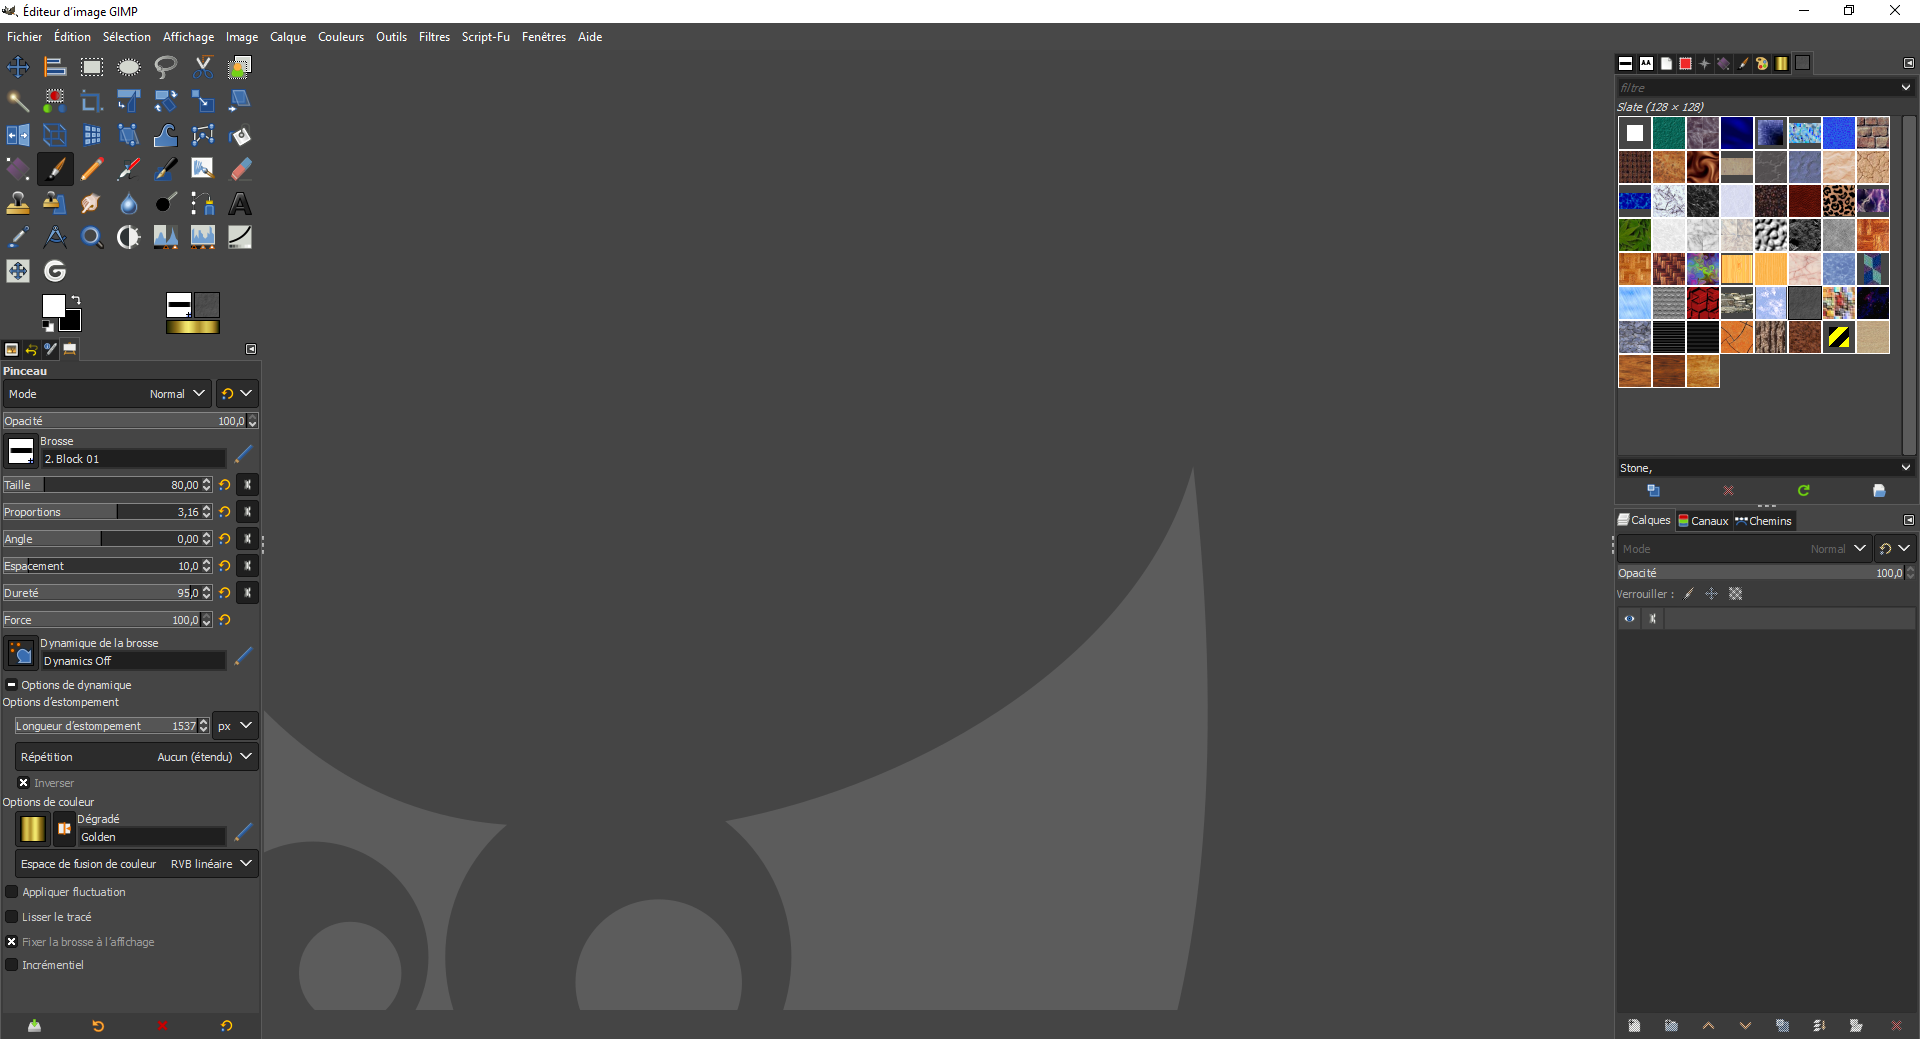 Éditeur d'image GIMP
Fichier Édition Sélection Affichage Image Calque Couleurs Outils Filtres Script-Fu Fenêtres Aide
Pinceau
Mode Normal
Opacité 100,0
Brosse
2. Block 01
Taille 80,00
Proportions 3,16
Angle 0,00
Espacement 10,0
Dureté 95,0
Force 100,0
Dynamique de la brosse
Dynamics Off
Options de dynamique
Options d'estompement
Longueur d'estompement 1537 px
Répétition Aucun (étendu)
Inverser
Options de couleur
Dégradé
Golden
Espace de fusion de couleur RVB linéaire
Appliquer fluctuation
Lisser le tracé
Fixer la brosse à l'affichage
Incrémentiel
filtre
Slate (128 × 128)
Stone,
Calques Canaux Chemins
Mode Normal
Opacité 100,0
Verrouiller :